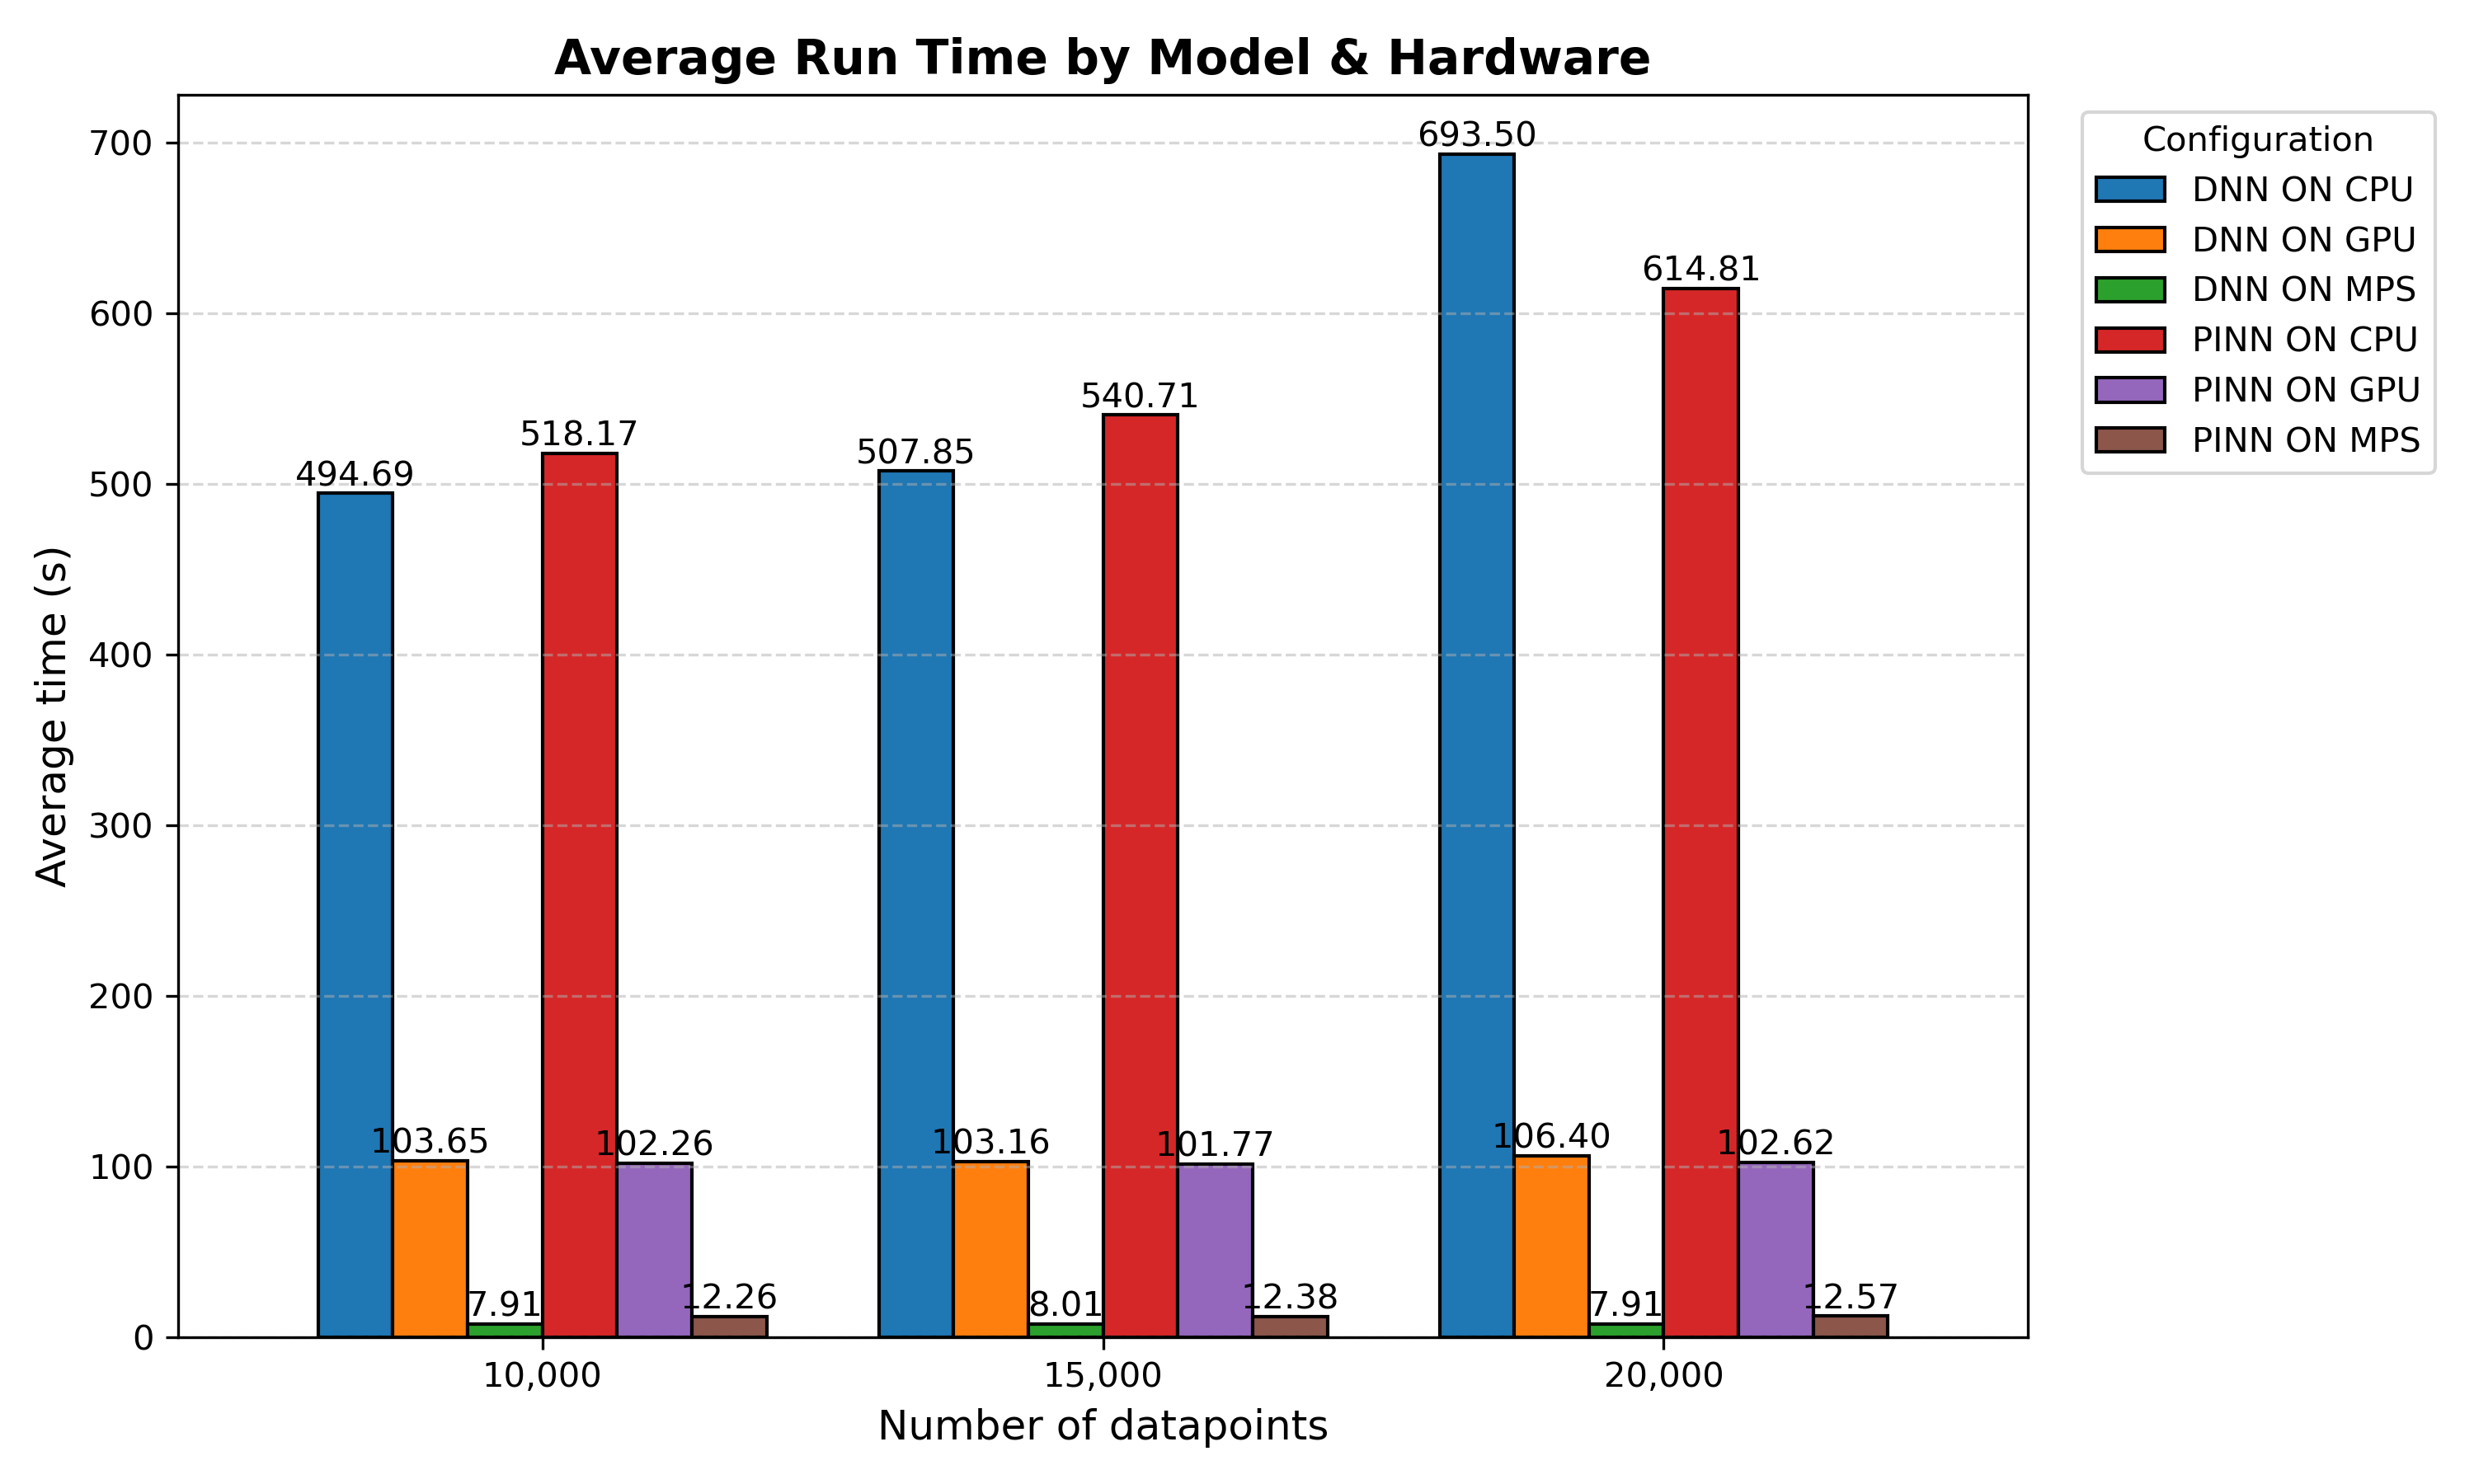 Average Run Time by Model & Hardware
Average time (s)
700
600
500
400
300
200
100
0
494.69
103.65
7.91
518.17
102.26
12.26
507.85
103.16
8.01
540.71
101.77
12.38
693.50
106.40
7.91
614.81
102.62
12.57
10,000
15,000
20,000
Number of datapoints
Configuration
DNN ON CPU
DNN ON GPU
DNN ON MPS
PINN ON CPU
PINN ON GPU
PINN ON MPS